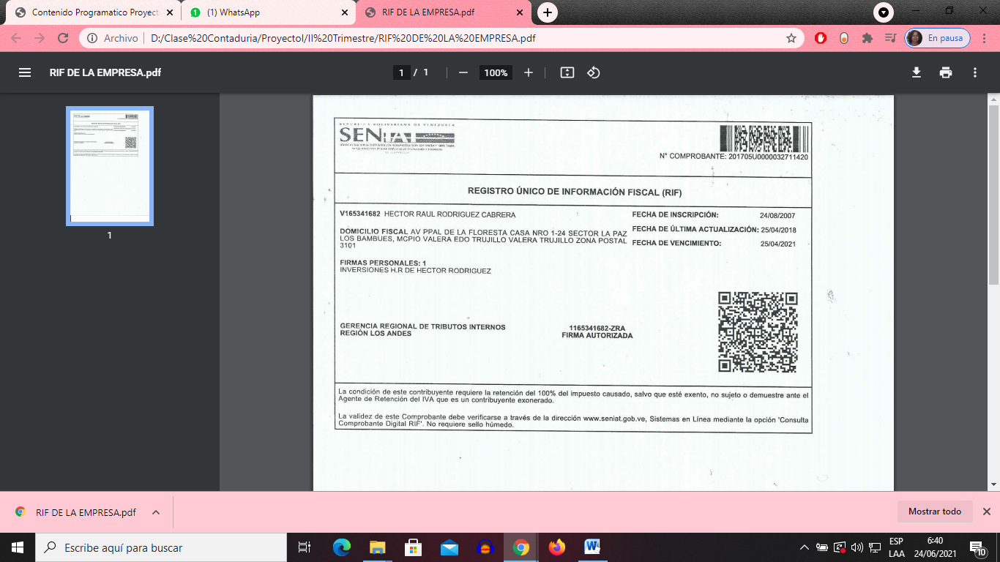 Contenido Programatico Proyect
(1) WhatsApp
RIF DE LA EMPRESA.pdf
Archivo
D:/Clase%20Contaduria/ProyectoI/II%20Trimestre/RIF%20DE%20LA%20EMPRESA.pdf
En pausa
RIF DE LA EMPRESA.pdf
1 / 1
100%
1
REPUBLICA BOLIVARIANA DE VENEZUELA
SENIAT
N° COMPROBANTE: 201705U0000032711420
REGISTRO ÚNICO DE INFORMACIÓN FISCAL (RIF)
V165341682 HECTOR RAUL RODRIGUEZ CABRERA
FECHA DE INSCRIPCIÓN: 24/08/2007
DOMICILIO FISCAL AV PPAL DE LA FLORESTA CASA NRO 1-24 SECTOR LA PAZ
LOS BAMBUES, MCPIO VALERA EDO TRUJILLO VALERA TRUJILLO ZONA POSTAL
3101
FECHA DE ÚLTIMA ACTUALIZACIÓN: 25/04/2018
FECHA DE VENCIMIENTO: 25/04/2021
FIRMAS PERSONALES: 1
INVERSIONES H.R DE HECTOR RODRIGUEZ
GERENCIA REGIONAL DE TRIBUTOS INTERNOS
REGIÓN LOS ANDES
1165341682-ZRA
FIRMA AUTORIZADA
La condición de este contribuyente requiere la retención del 100% del impuesto causado, salvo que esté exento, no sujeto o demuestre ante el
Agente de Retención del IVA que es un contribuyente exonerado.
La validez de este Comprobante debe verificarse a través de la dirección www.seniat.gob.ve, Sistemas en Línea mediante la opción 'Consulta
Comprobante Digital RIF'. No requiere sello húmedo.
RIF DE LA EMPRESA.pdf
Mostrar todo
Escribe aquí para buscar
ESP
LAA
6:40
24/06/2021
10